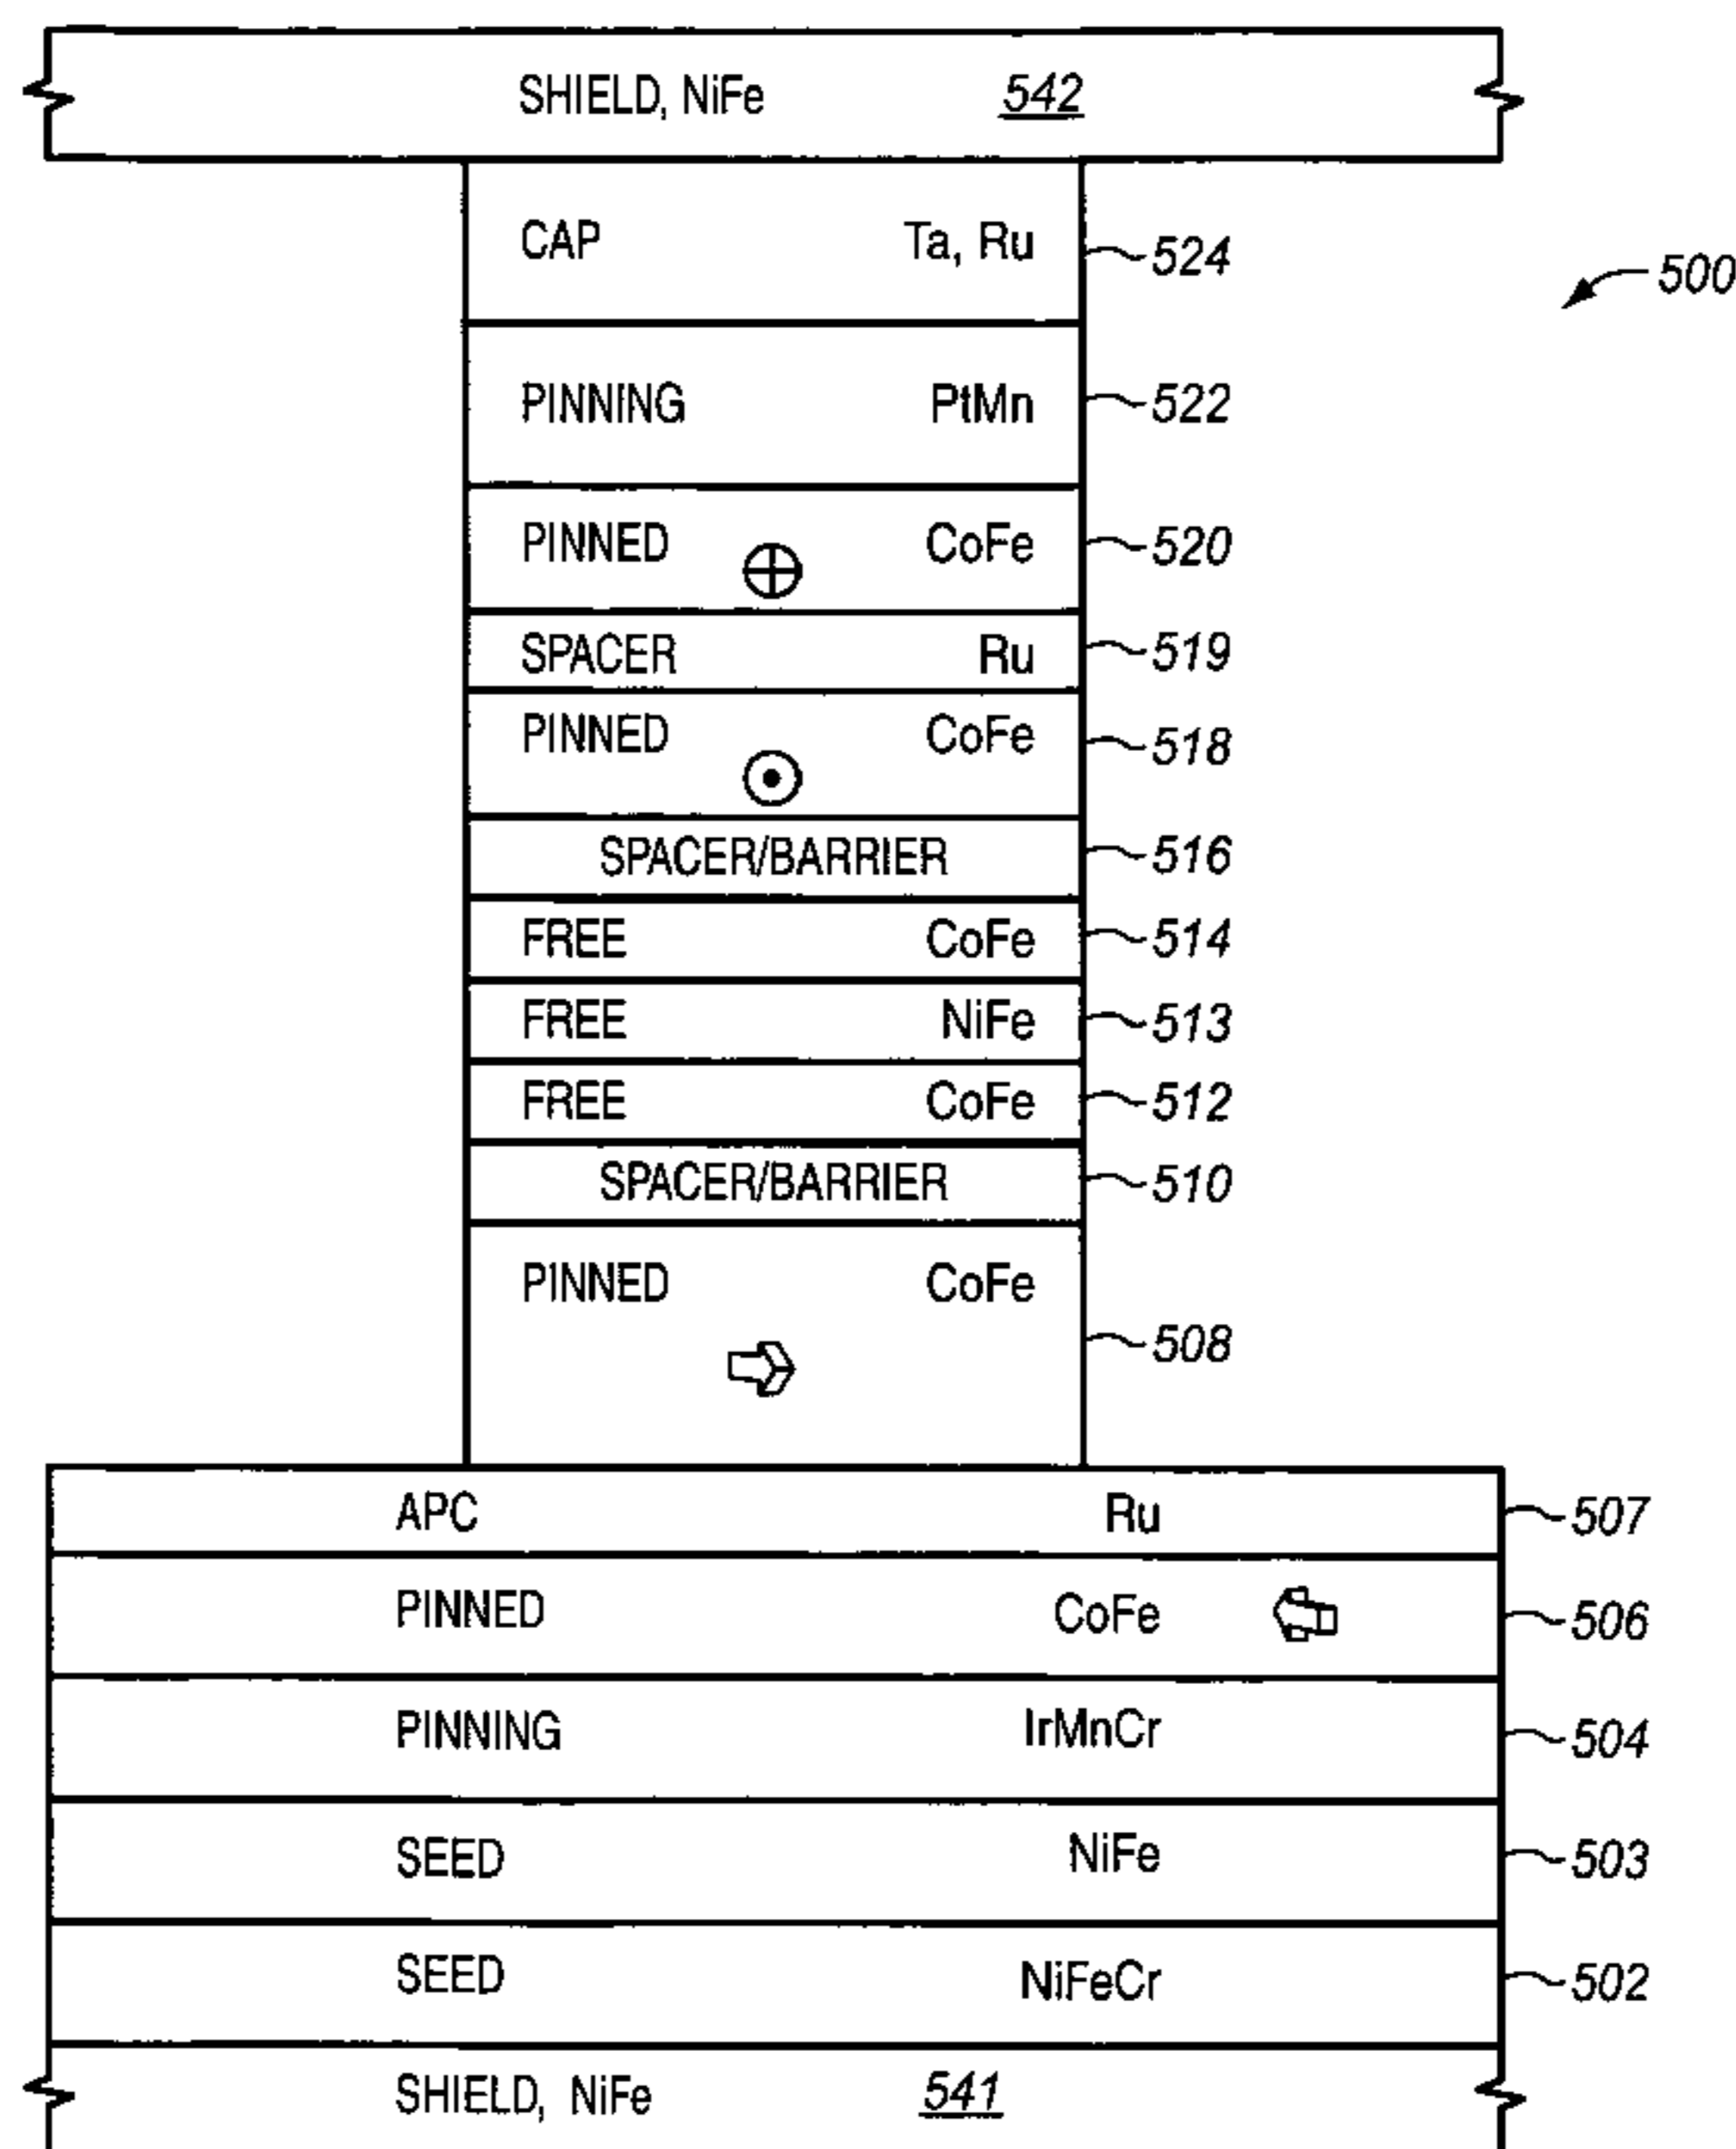 SHIELD, NiFe 542
CAP Ta, Ru 524
500
PINNING PtMn 522
PINNED CoFe 520
SPACER Ru 519
PINNED CoFe 518
SPACER/BARRIER 516
FREE CoFe 514
FREE NiFe 513
FREE CoFe 512
SPACER/BARRIER 510
PINNED CoFe 508
APC Ru 507
PINNED CoFe 506
PINNING IrMnCr 504
SEED NiFe 503
SEED NiFeCr 502
SHIELD, NiFe 541